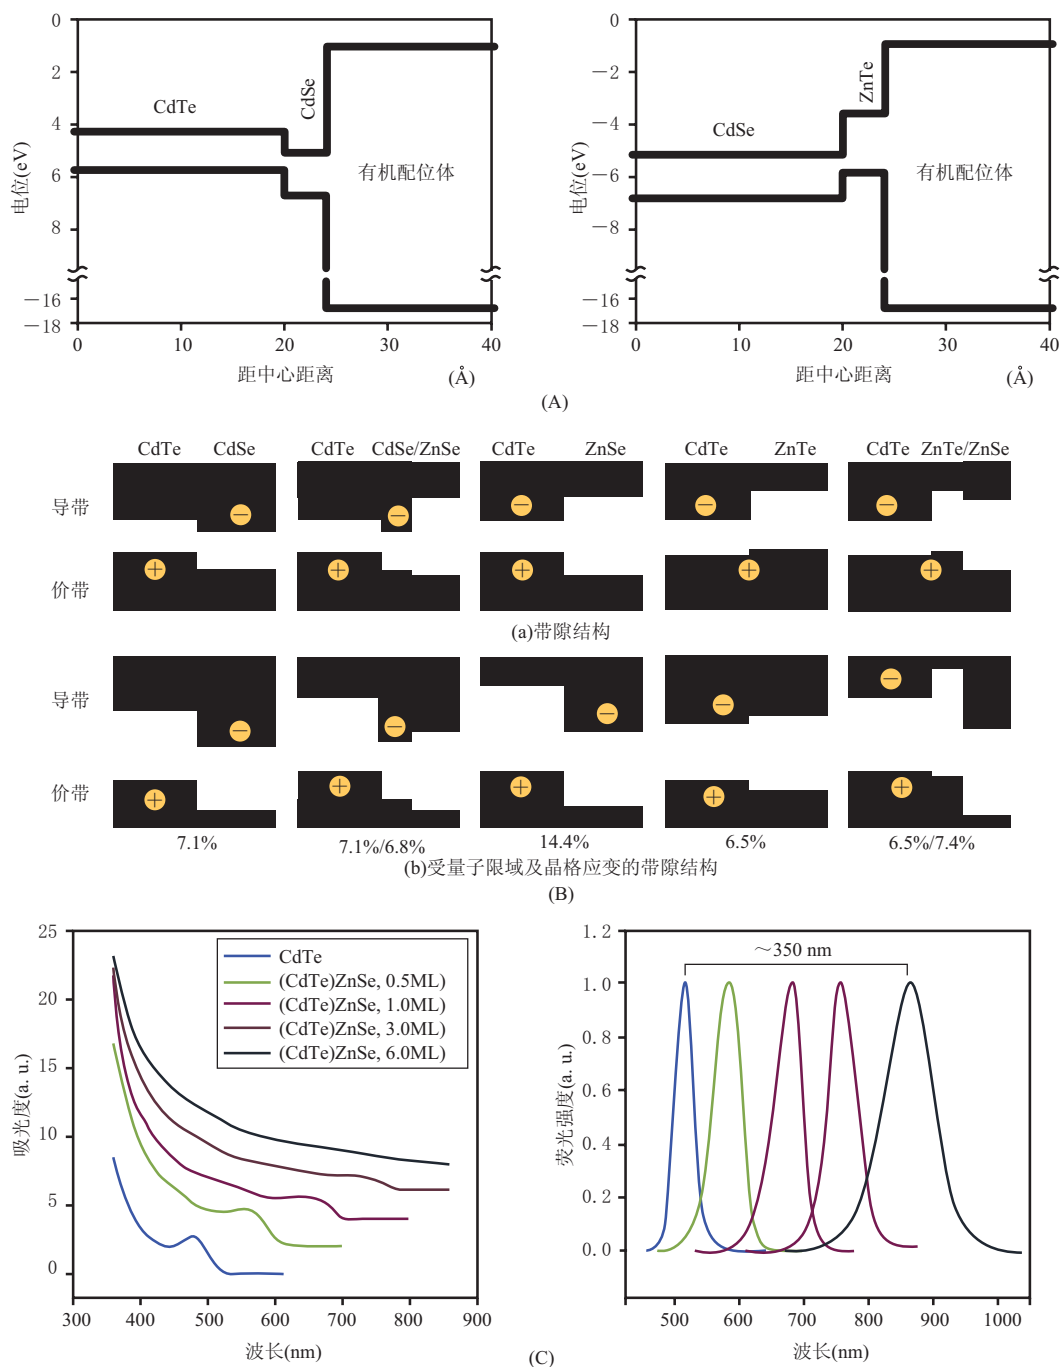 0
2
4
6
8
－16
－18
0
10
20
30
40
电位(eV)
CdTe
CdSe
有机配位体
距中心距离
(Å)
0
－2
－4
－6
－8
－16
－18
0
10
20
30
40
电位(eV)
CdSe
ZnTe
有机配位体
距中心距离
(Å)
(A)
CdTe CdSe CdTe CdSe/ZnSe CdTe ZnSe CdTe ZnTe CdTe ZnTe/ZnSe
导带
价带
(a)带隙结构
导带
价带
7.1% 7.1%/6.8% 14.4% 6.5% 6.5%/7.4%
(b)受量子限域及晶格应变的带隙结构
(B)
25
20
15
10
5
0
300 400 500 600 700 800 900
吸光度(a. u.)
波长(nm)
CdTe
(CdTe)ZnSe, 0.5ML)
(CdTe)ZnSe, 1.0ML)
(CdTe)ZnSe, 3.0ML)
(CdTe)ZnSe, 6.0ML)
1.2
1.0
0.8
0.6
0.4
0.2
0.0
500 600 700 800 900 1000
荧光强度(a. u.)
～350 nm
波长(nm)
(C)